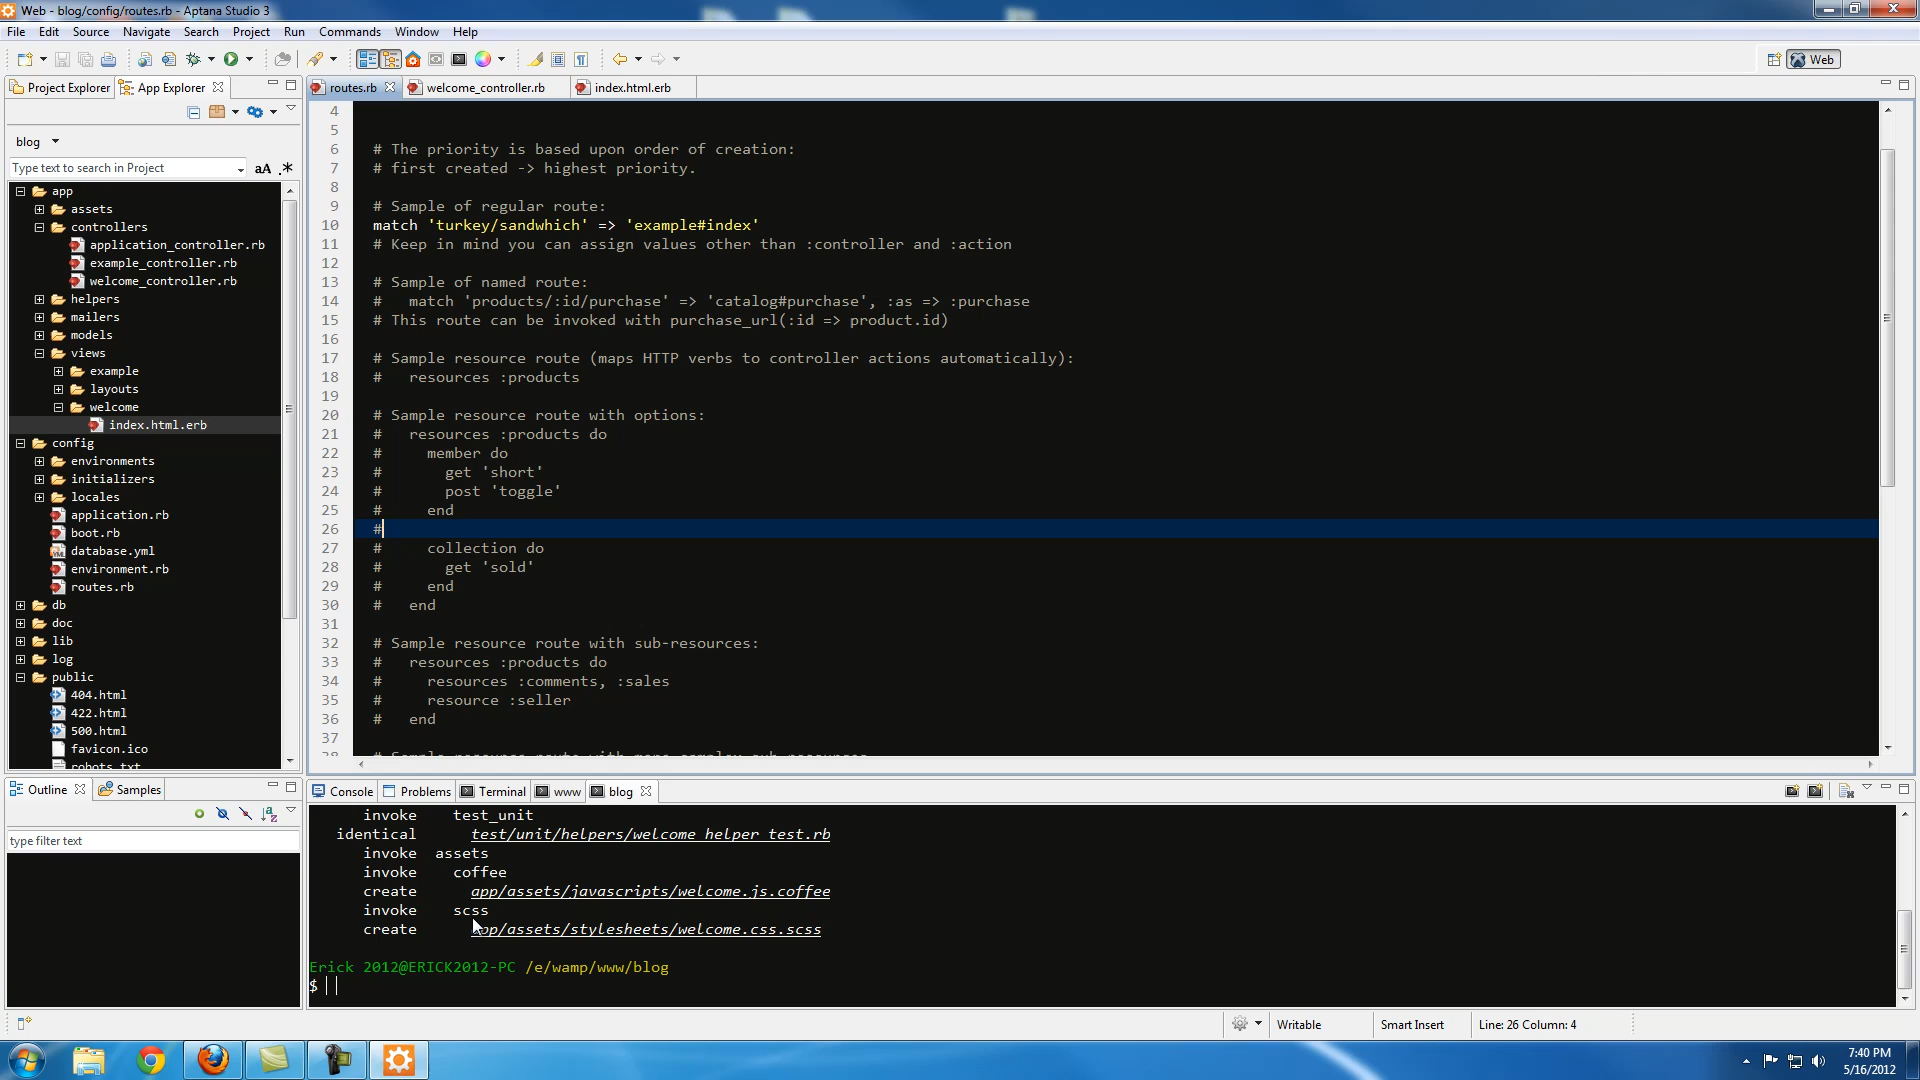 Web - blog/config/routes.rb - Aptana Studio 3
File Edit Source Navigate Search Project Run Commands Window Help
Web
Project Explorer App Explorer
routes.rb welcome_controller.rb index.html.erb
blog
Type text to search in Project
aA .*
app
assets
controllers
application_controller.rb
example_controller.rb
welcome_controller.rb
helpers
mailers
models
views
example
layouts
welcome
index.html.erb
config
environments
initializers
locales
application.rb
boot.rb
database.yml
environment.rb
routes.rb
db
doc
lib
log
public
404.html
422.html
500.html
favicon.ico
robots.txt
4
5
6 # The priority is based upon order of creation:
7 # first created -> highest priority.
8
9 # Sample of regular route:
10 match 'turkey/sandwhich' => 'example#index'
11 # Keep in mind you can assign values other than :controller and :action
12
13 # Sample of named route:
14 #   match 'products/:id/purchase' => 'catalog#purchase', :as => :purchase
15 # This route can be invoked with purchase_url(:id => product.id)
16
17 # Sample resource route (maps HTTP verbs to controller actions automatically):
18 #   resources :products
19
20 # Sample resource route with options:
21 #   resources :products do
22 #     member do
23 #       get 'short'
24 #       post 'toggle'
25 #     end
26 #
27 #     collection do
28 #       get 'sold'
29 #     end
30 #   end
31
32 # Sample resource route with sub-resources:
33 #   resources :products do
34 #     resources :comments, :sales
35 #     resource :seller
36 #   end
37
38 # Sample resource route with more complex sub-resources
Outline Samples
type filter text
Console Problems Terminal www blog
invoke test_unit
identical test/unit/helpers/welcome_helper_test.rb
invoke assets
invoke coffee
create app/assets/javascripts/welcome.js.coffee
invoke scss
create app/assets/stylesheets/welcome.css.scss
Erick 2012@ERICK2012-PC /e/wamp/www/blog
$
Writable Smart Insert Line: 26 Column: 4
7:40 PM
5/16/2012